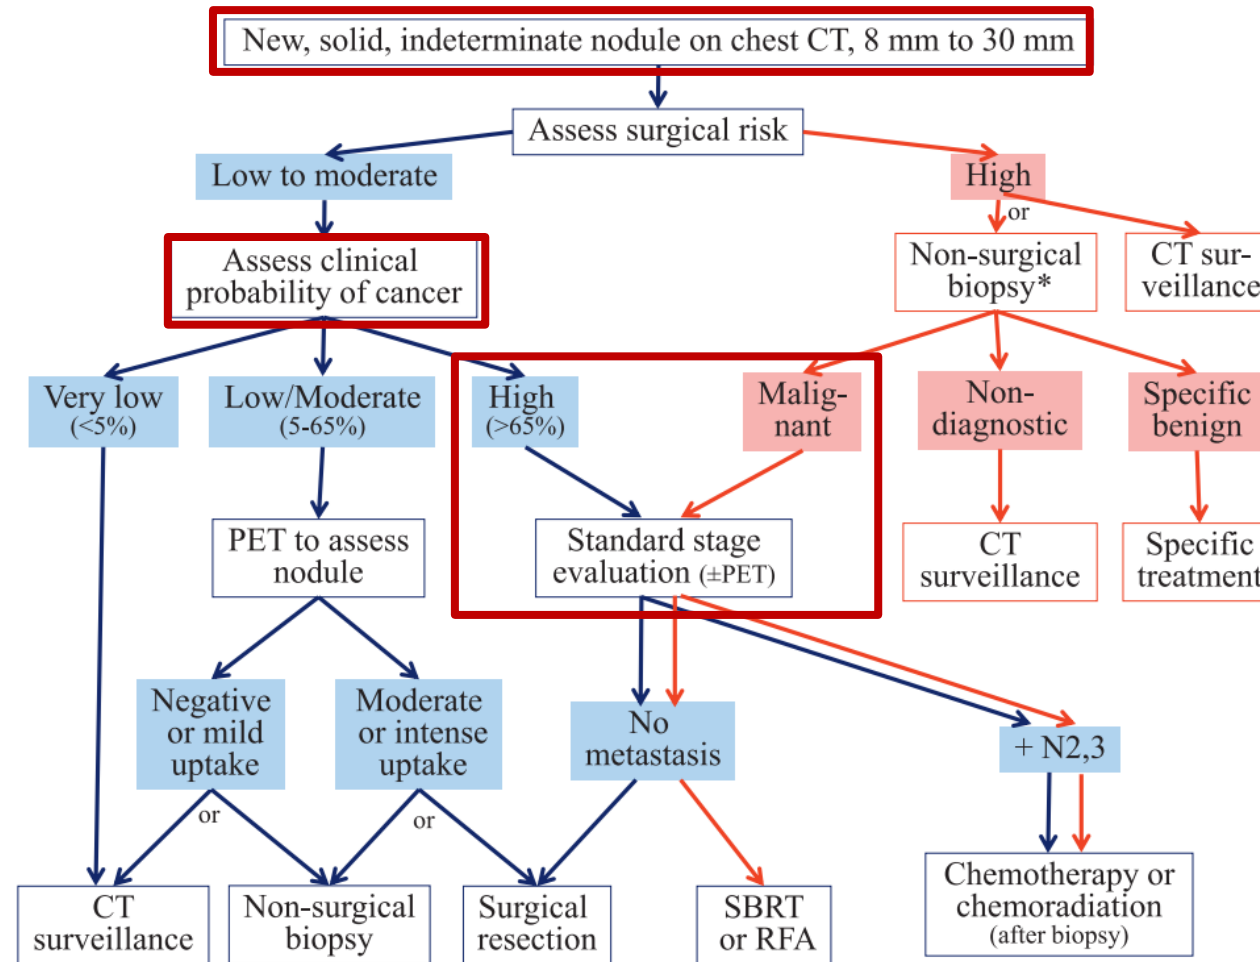 New, solid, indeterminate nodule on chest CT, 8 mm to 30 mm
Assess surgical risk
Low to moderate
High
or
Assess clinical
probability of cancer
Non-surgical
biopsy*
CT sur-
veillance
Very low
(<5%)
Low/Moderate
(5-65%)
High
(>65%)
Malig-
nant
Non-
diagnostic
Specific
benign
PET to assess
nodule
Standard stage
evaluation (±PET)
CT
surveillance
Specific
treatment
Negative
or mild
uptake
Moderate
or intense
uptake
No
metastasis
+ N2,3
or
or
CT
surveillance
Non-surgical
biopsy
Surgical
resection
SBRT
or RFA
Chemotherapy or
chemoradiation
(after biopsy)